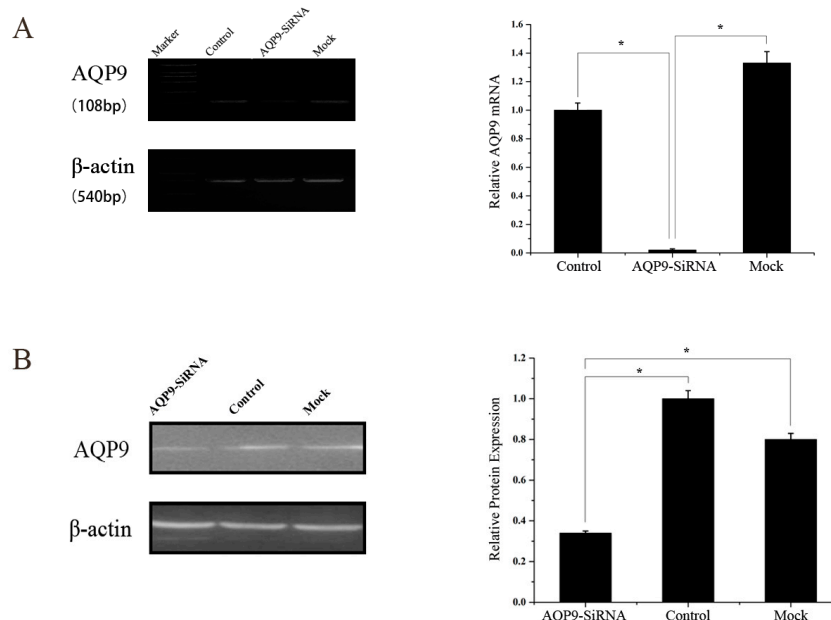 A
Marker Control AQP9-SiRNA Mock
AQP9
(108bp)
β-actin
(540bp)
Relative AQP9 mRNA
1.6
1.4
1.2
1.0
0.8
0.6
0.4
0.2
0.0
* *
Control AQP9-SiRNA Mock
B
AQP9-SiRNA Control Mock
AQP9
β-actin
Relative Protein Expression
1.2
1.0
0.8
0.6
0.4
0.2
0.0
*
*
AQP9-SiRNA Control Mock